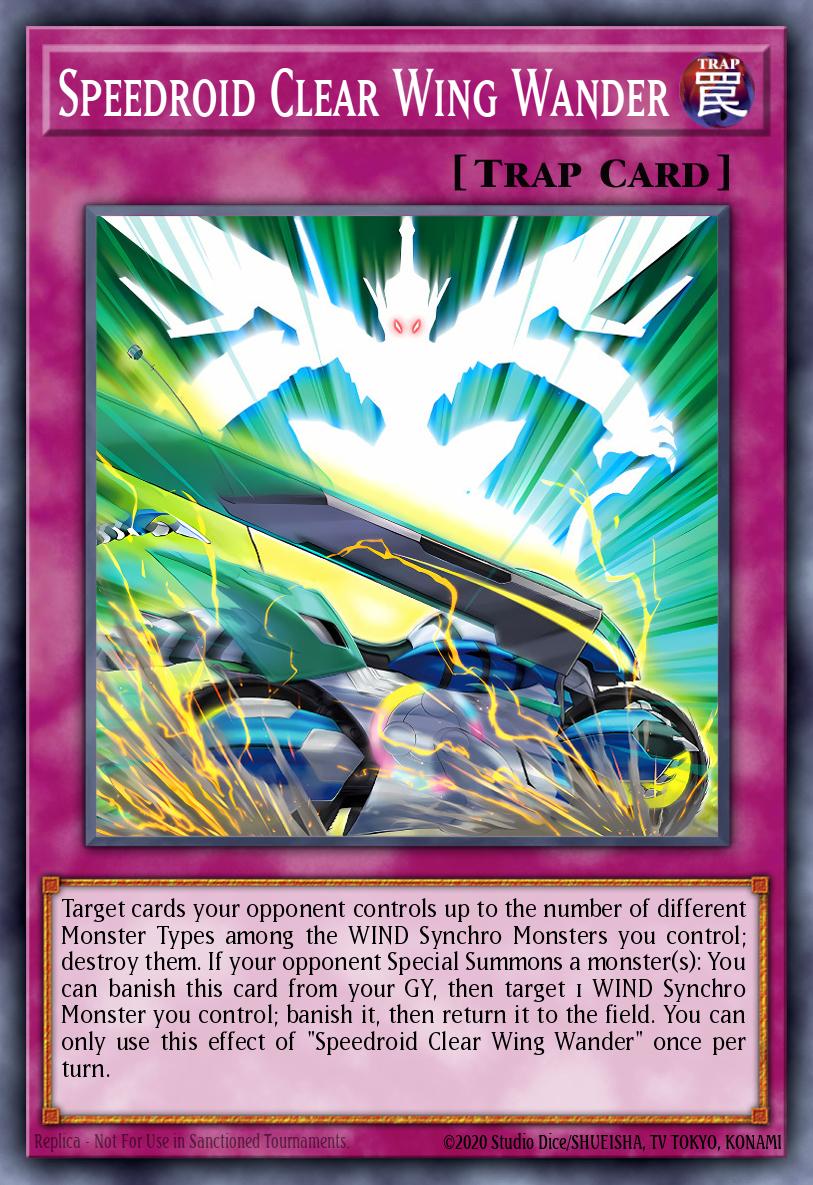 Speedroid Clear Wing Wander
TRAP
罠
[Trap Card]
Target cards your opponent controls up to the number of different
Monster Types among the WIND Synchro Monsters you control;
destroy them. If your opponent Special Summons a monster(s): You
can banish this card from your GY, then target 1 WIND Synchro
Monster you control; banish it, then return it to the field. You can
only use this effect of "Speedroid Clear Wing Wander" once per
turn.
Replica - Not For Use in Sanctioned Tournaments.
©2020 Studio Dice/SHUEISHA, TV TOKYO, KONAMI